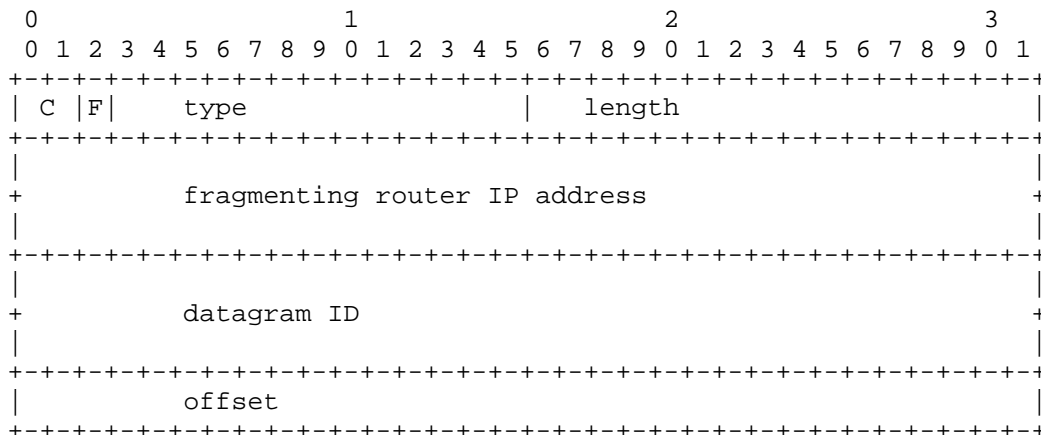 0                   1                   2                   3
 0 1 2 3 4 5 6 7 8 9 0 1 2 3 4 5 6 7 8 9 0 1 2 3 4 5 6 7 8 9 0 1
+-+-+-+-+-+-+-+-+-+-+-+-+-+-+-+-+-+-+-+-+-+-+-+-+-+-+-+-+-+-+-+-+
| C |F|    type                 |   length                      |
+-+-+-+-+-+-+-+-+-+-+-+-+-+-+-+-+-+-+-+-+-+-+-+-+-+-+-+-+-+-+-+-+
|                                                               |
+          fragmenting router IP address                        +
|                                                               |
+-+-+-+-+-+-+-+-+-+-+-+-+-+-+-+-+-+-+-+-+-+-+-+-+-+-+-+-+-+-+-+-+
|                                                               |
+          datagram ID                                          +
|                                                               |
+-+-+-+-+-+-+-+-+-+-+-+-+-+-+-+-+-+-+-+-+-+-+-+-+-+-+-+-+-+-+-+-+
|          offset                                               |
+-+-+-+-+-+-+-+-+-+-+-+-+-+-+-+-+-+-+-+-+-+-+-+-+-+-+-+-+-+-+-+-+